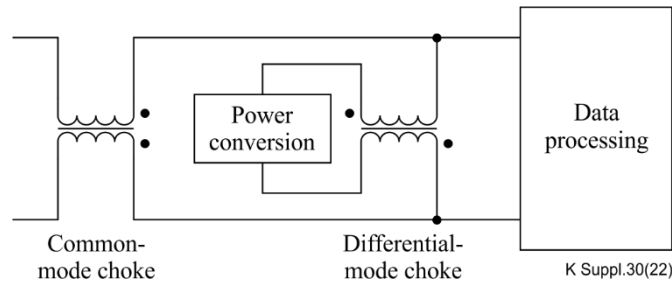 Power
conversion
Data
processing
Common-
mode choke
Differential-
mode choke
K Suppl.30(22)